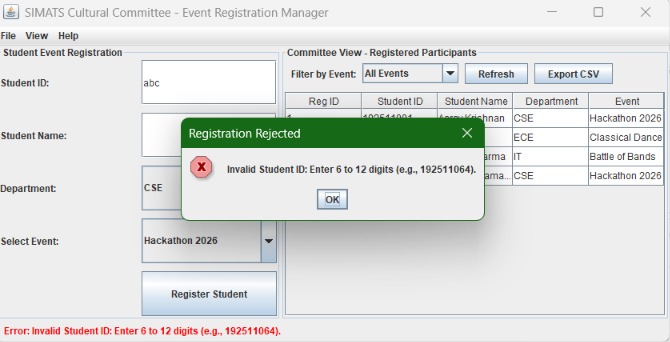 SIMATS Cultural Committee - Event Registration Manager
File View Help
Student Event Registration
Student ID:
abc
Student Name:
Department:
CSE
Select Event:
Hackathon 2026
Register Student
Committee View - Registered Participants
Filter by Event: All Events Refresh Export CSV
Reg ID Student ID Student Name Department Event
CSE Hackathon 2026
ECE Classical Dance
IT Battle of Bands
CSE Hackathon 2026
Registration Rejected
X
Invalid Student ID: Enter 6 to 12 digits (e.g., 192511064).
OK
Error: Invalid Student ID: Enter 6 to 12 digits (e.g., 192511064).